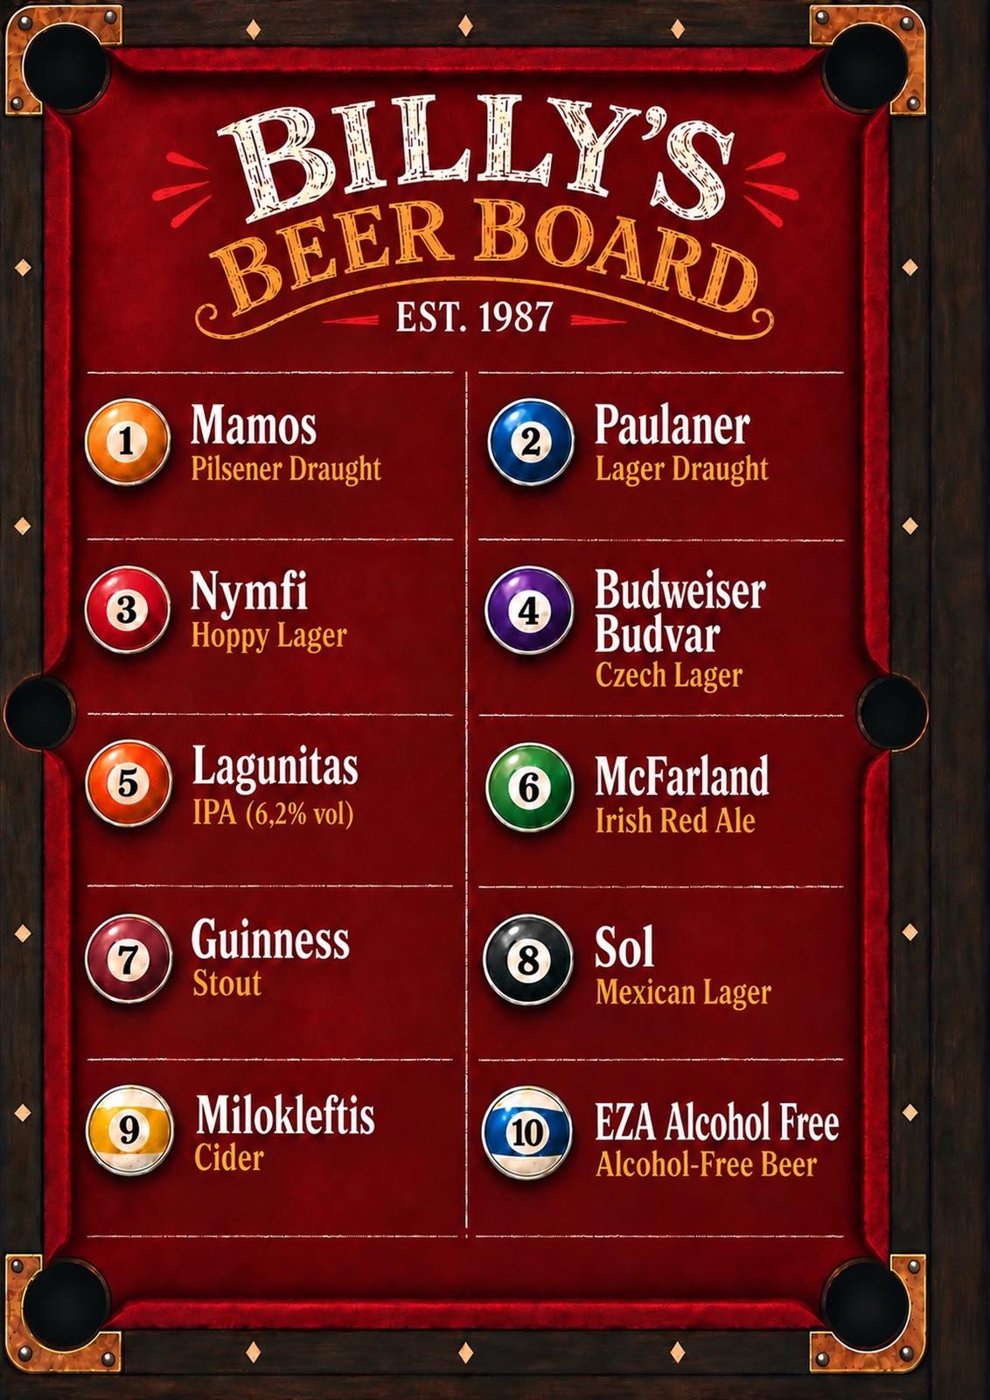 BILLY'S
BEER BOARD
EST. 1987
1 Mamos
Pilsener Draught
2 Paulaner
Lager Draught
3 Nymfi
Hoppy Lager
4 Budweiser
Budvar
Czech Lager
5 Lagunitas
IPA (6,2% vol)
6 McFarland
Irish Red Ale
7 Guinness
Stout
8 Sol
Mexican Lager
9 Milokleftis
Cider
10 EZA Alcohol Free
Alcohol-Free Beer